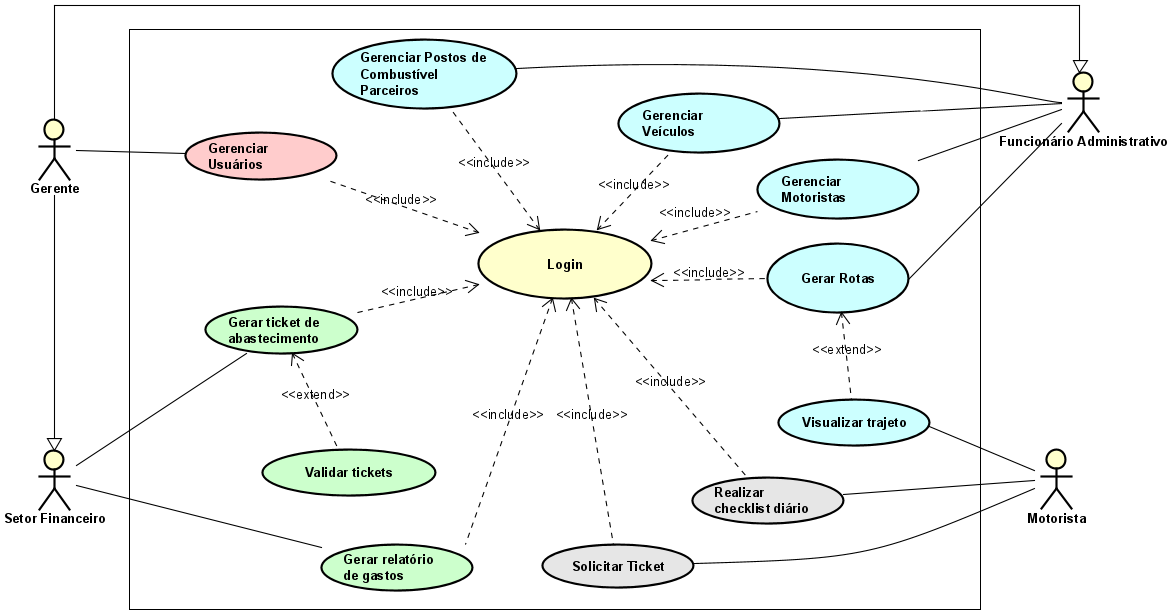 Gerenciar Postos de
Combustível
Parceiros
Gerenciar
Veículos
Funcionário Administrativo
Gerenciar
Usuários
Gerente
<<include>>
<<include>>
Gerenciar
Motoristas
<<include>>
<<include>>
Login
<<include>>
Gerar Rotas
<<include>>
Gerar ticket de
abastecimento
<<extend>>
<<include>>
<<extend>>
<<include>>
<<include>>
Visualizar trajeto
Validar tickets
Realizar
checklist diário
Setor Financeiro
Motorista
Gerar relatório
de gastos
Solicitar Ticket